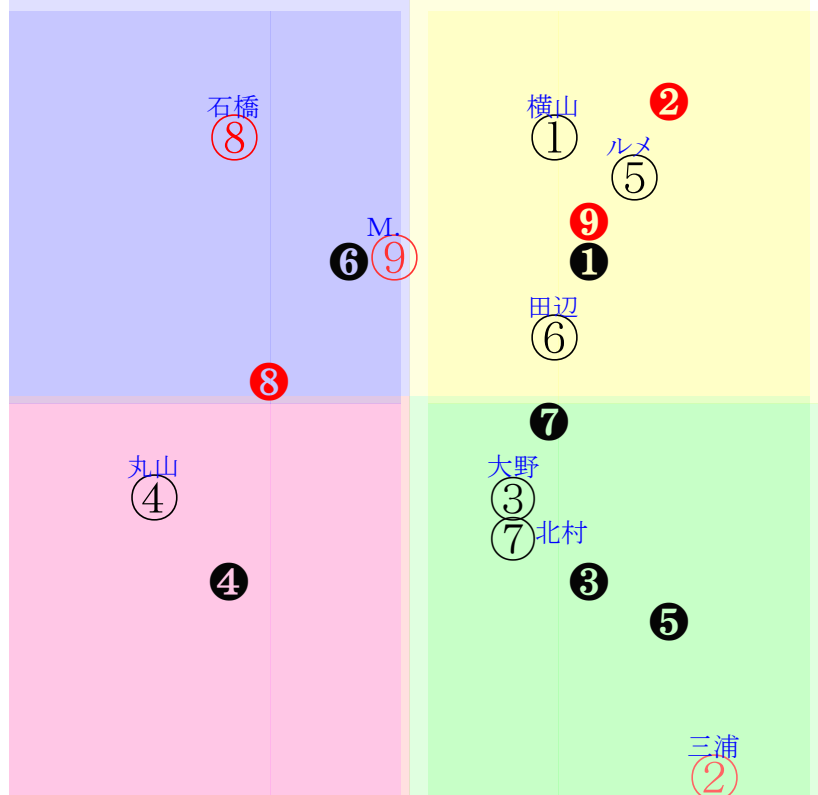 ❷
石橋
横山
⑧
①
ルメ
⑤
❾
M.
❻
⑨
❶
田辺
⑥
❽
❼
丸山
大野
④
③
⑦
北村
❹
❸
❺
三浦
②